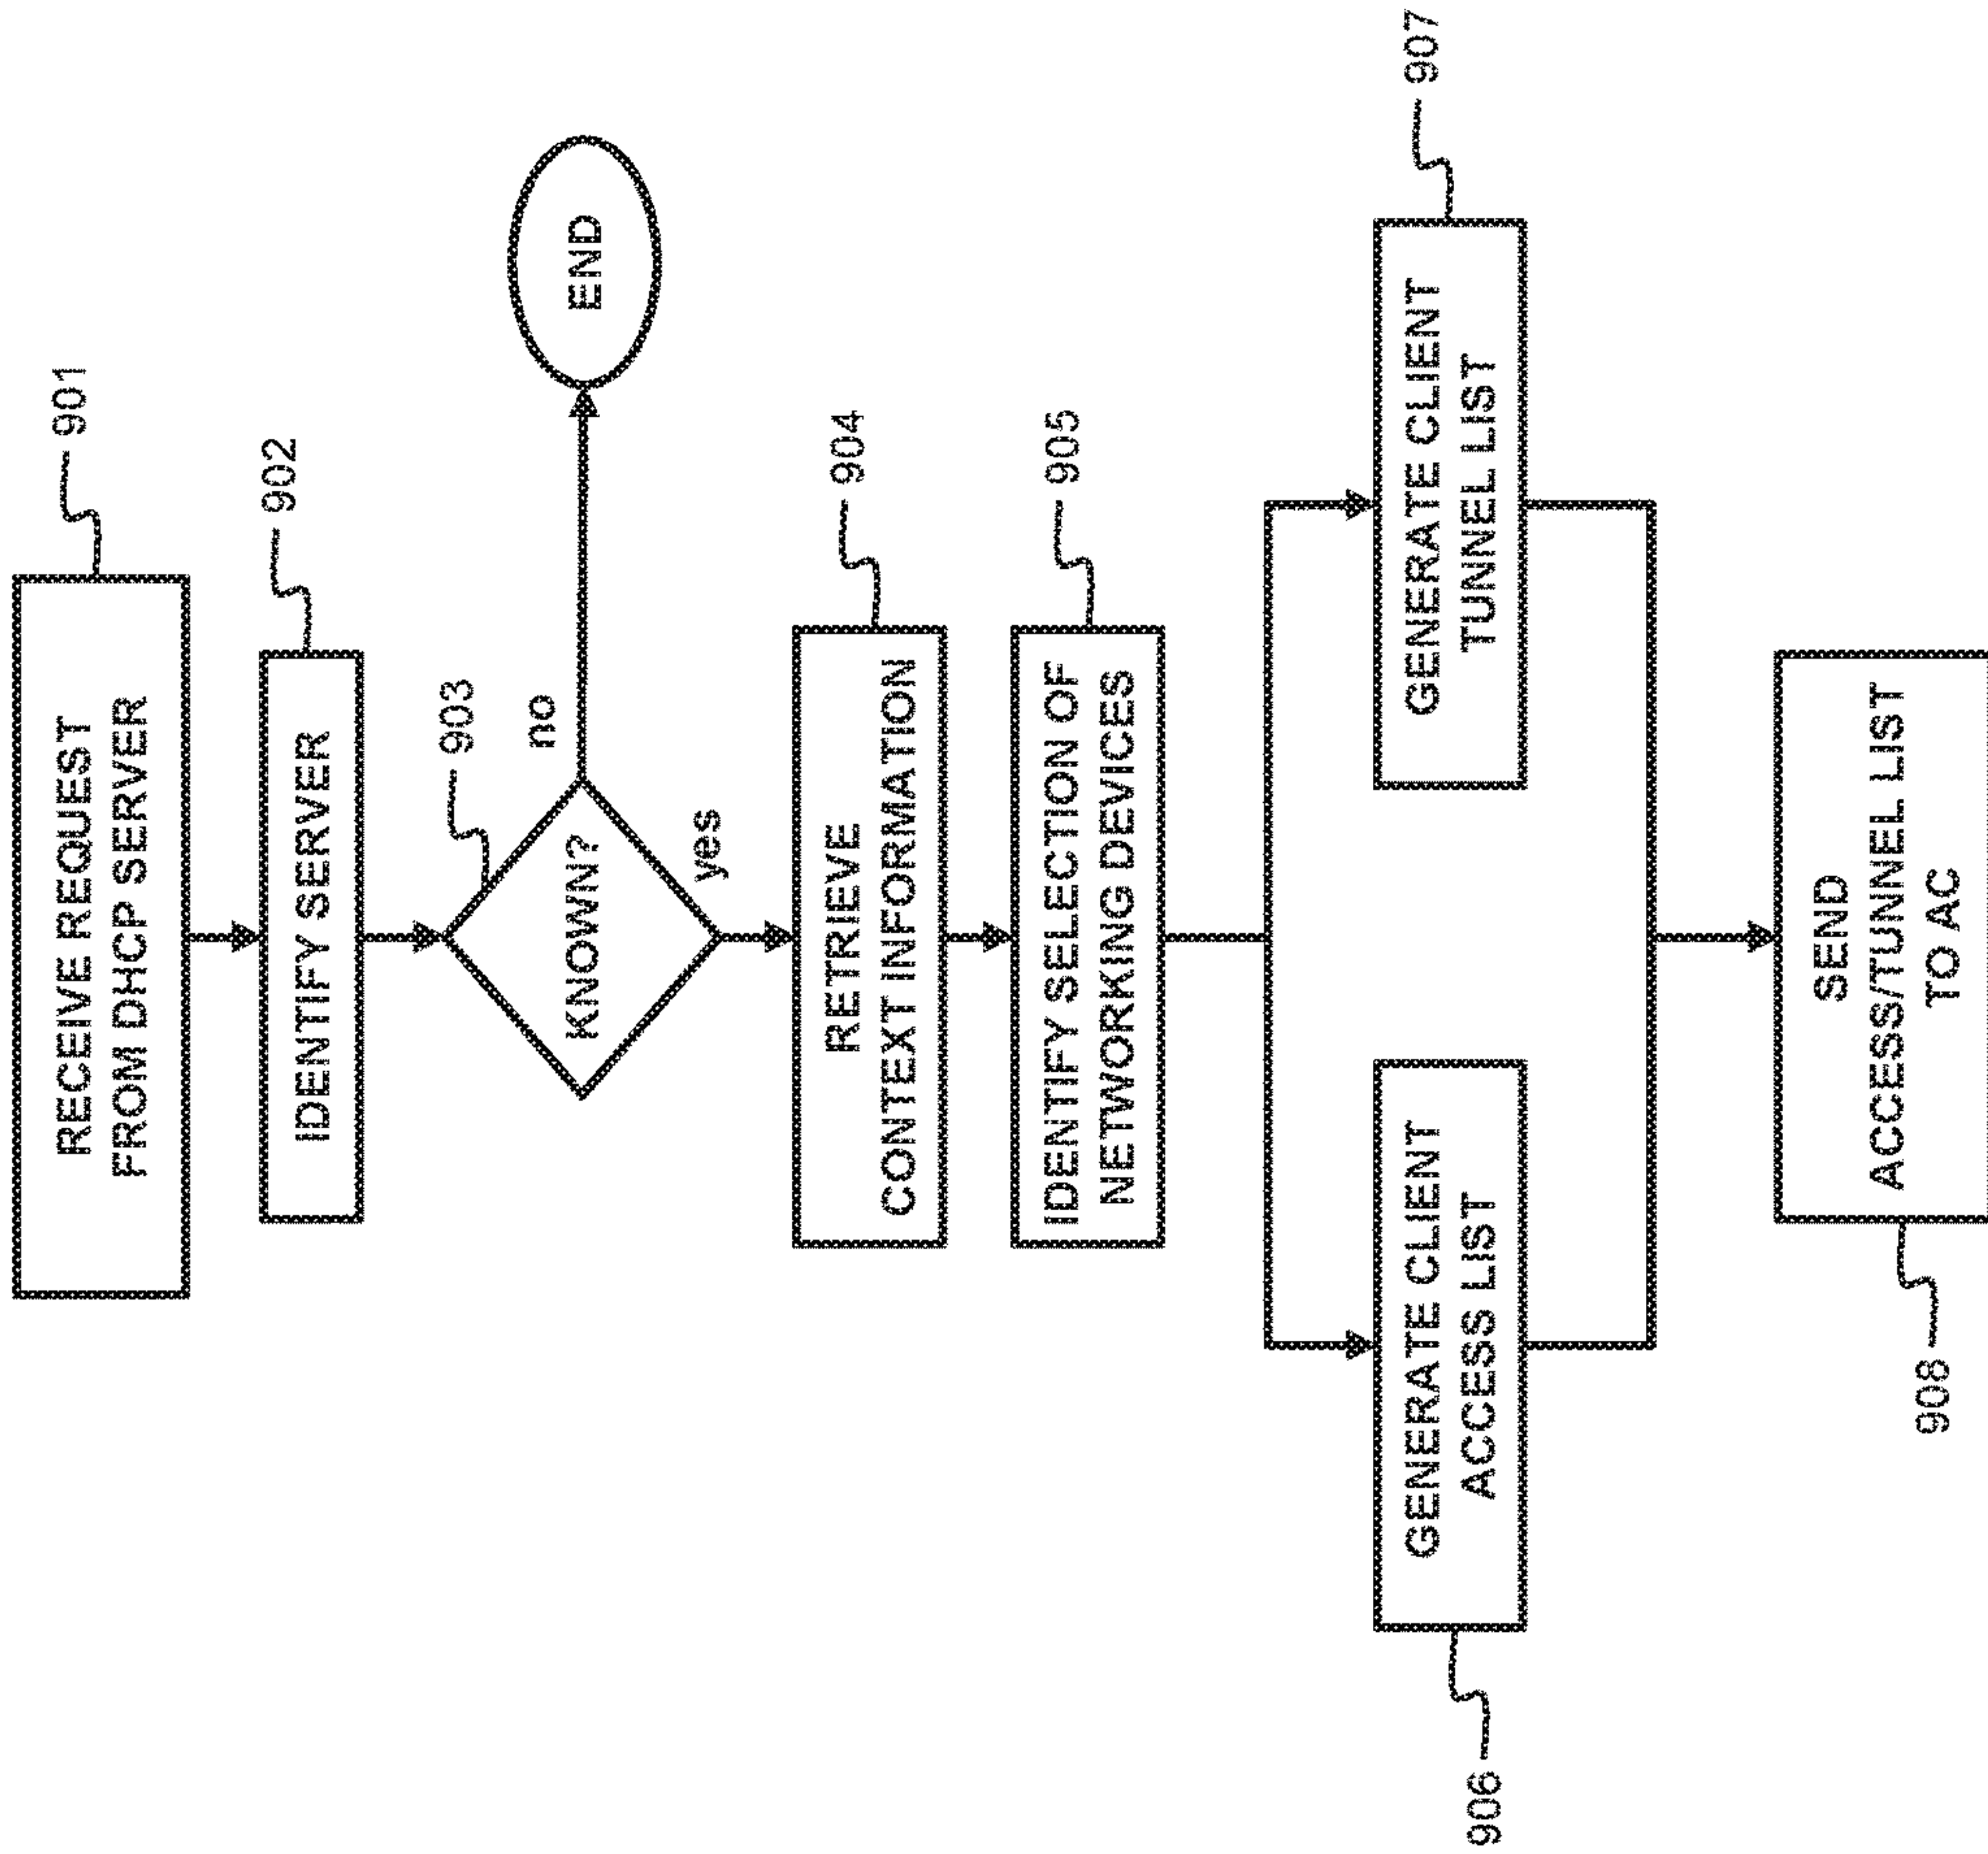 RECEIVE REQUEST
FROM DHCP SERVER
901
IDENTIFY SERVER
902
KNOWN?
903
no
END
yes
RETRIEVE
CONTEXT INFORMATION
904
IDENTIFY SELECTION OF
NETWORKING DEVICES
905
GENERATE CLIENT
ACCESS LIST
906
GENERATE CLIENT
TUNNEL LIST
907
SEND
ACCESS/TUNNEL LIST
TO AC
908